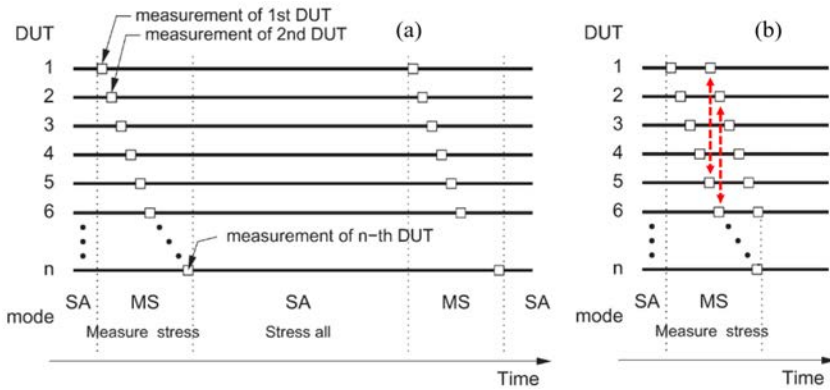 measurement of 1st DUT
DUT
measurement of 2nd DUT
(a)
1
2
3
4
5
6
measurement of n−th DUT
n
SA MS SA MS SA
mode
Measure stress Stress all
Time
DUT
(b)
1
2
3
4
5
6
n
SA MS
mode
Measure stress
Time